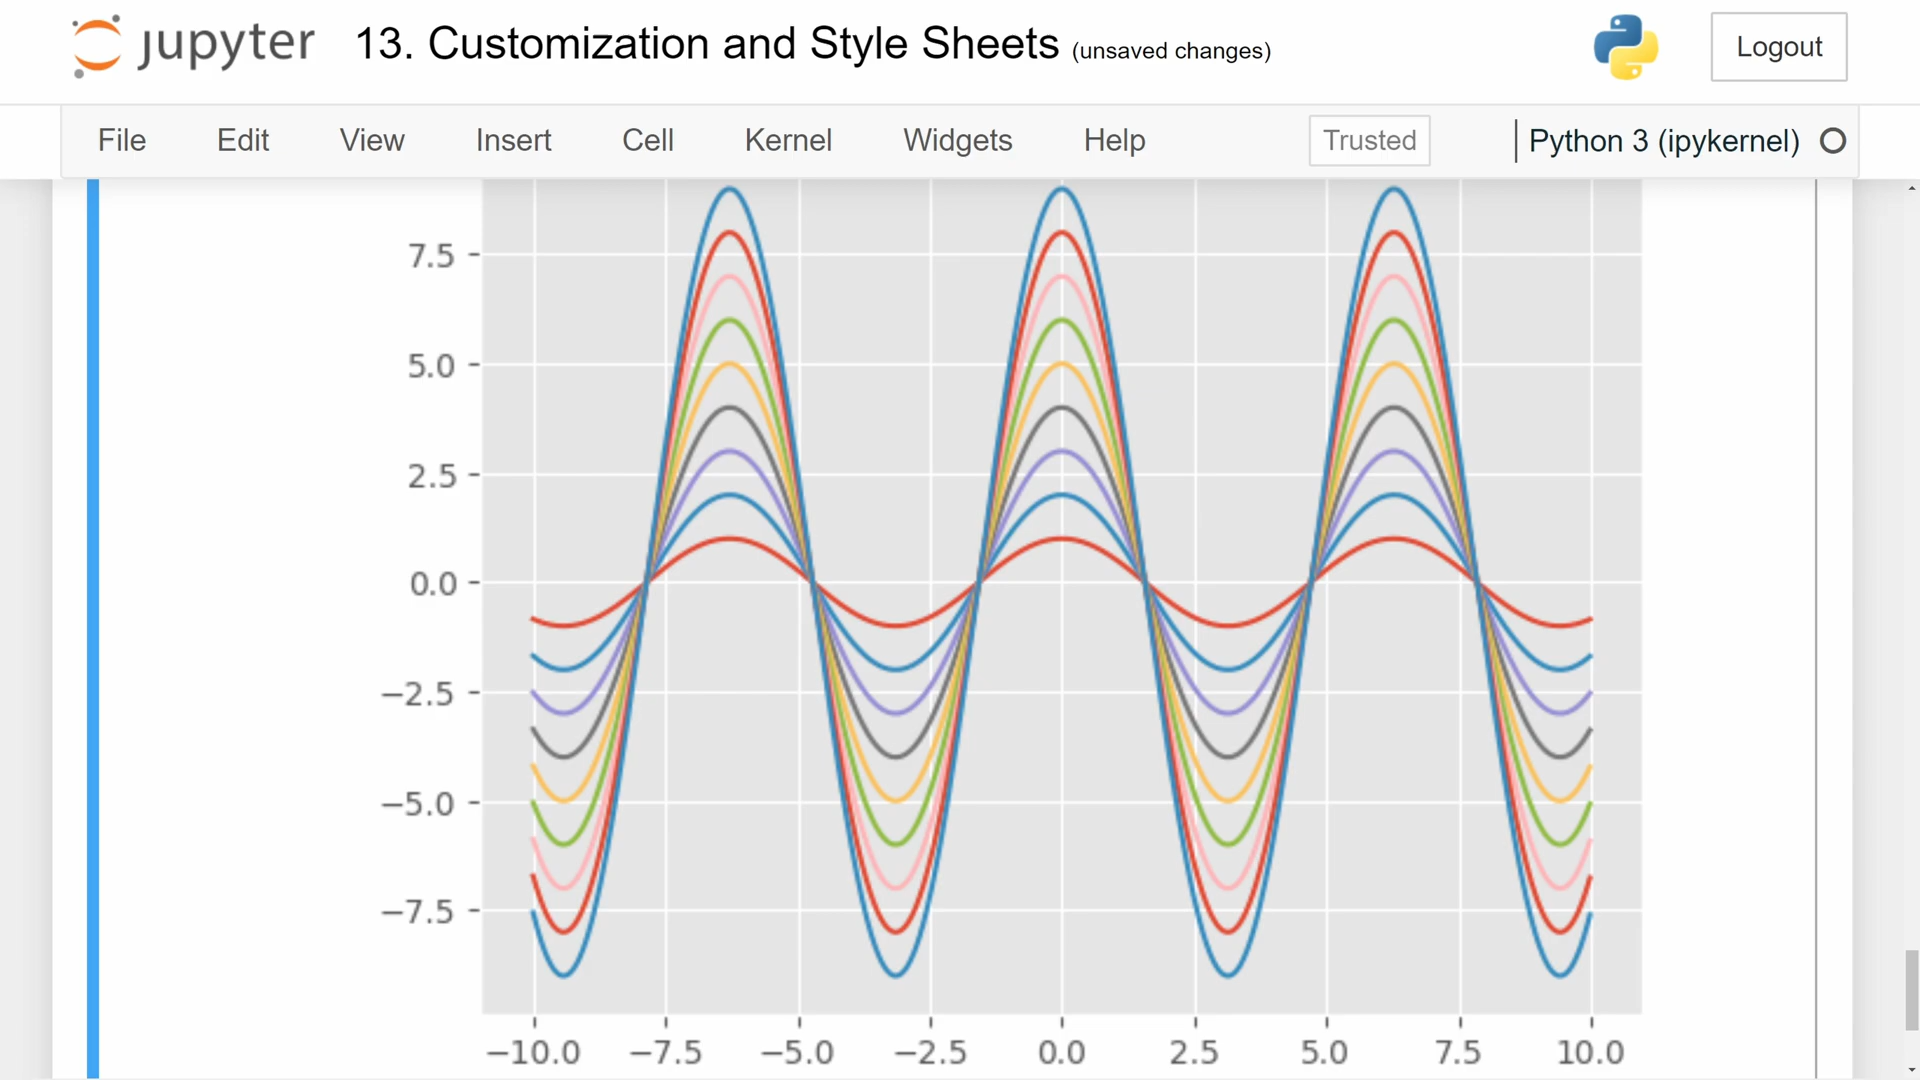 jupyter 13. Customization and Style Sheets (unsaved changes) Logout
File Edit View Insert Cell Kernel Widgets Help Trusted Python 3 (ipykernel)
7.5
5.0
2.5
0.0
−2.5
−5.0
−7.5
−10.0 −7.5 −5.0 −2.5 0.0 2.5 5.0 7.5 10.0